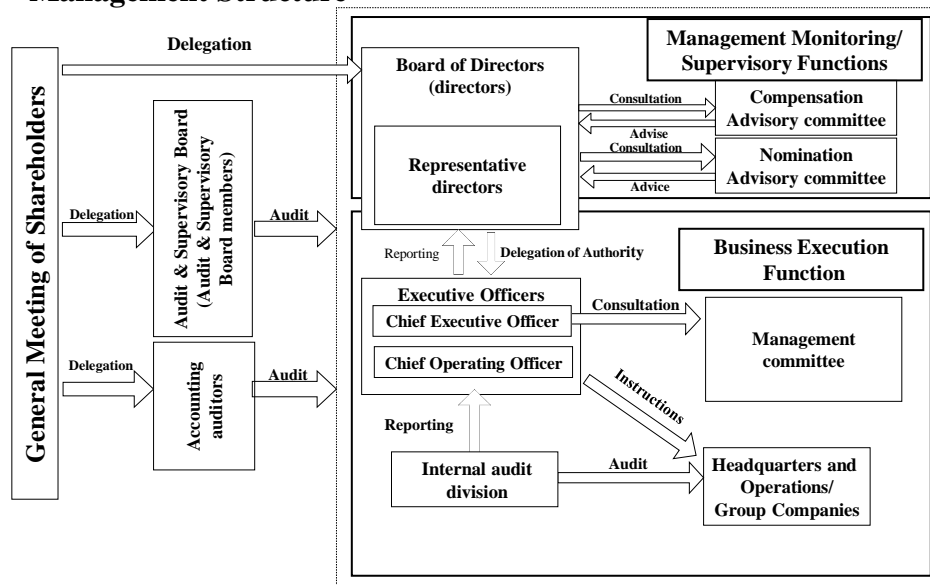 Management Structure
General Meeting of Shareholders
Delegation
Delegation
Audit & Supervisory Board
(Audit & Supervisory
Board members)
Audit
Delegation
Accounting
auditors
Audit
Board of Directors
(directors)
Representative
directors
Management Monitoring/
Supervisory Functions
Consultation
Advise
Compensation
Advisory committee
Consultation
Advice
Nomination
Advisory committee
Reporting
Delegation of Authority
Business Execution
Function
Executive Officers
Chief Executive Officer
Chief Operating Officer
Consultation
Management
committee
Instructions
Reporting
Internal audit
division
Audit
Headquarters and
Operations/
Group Companies